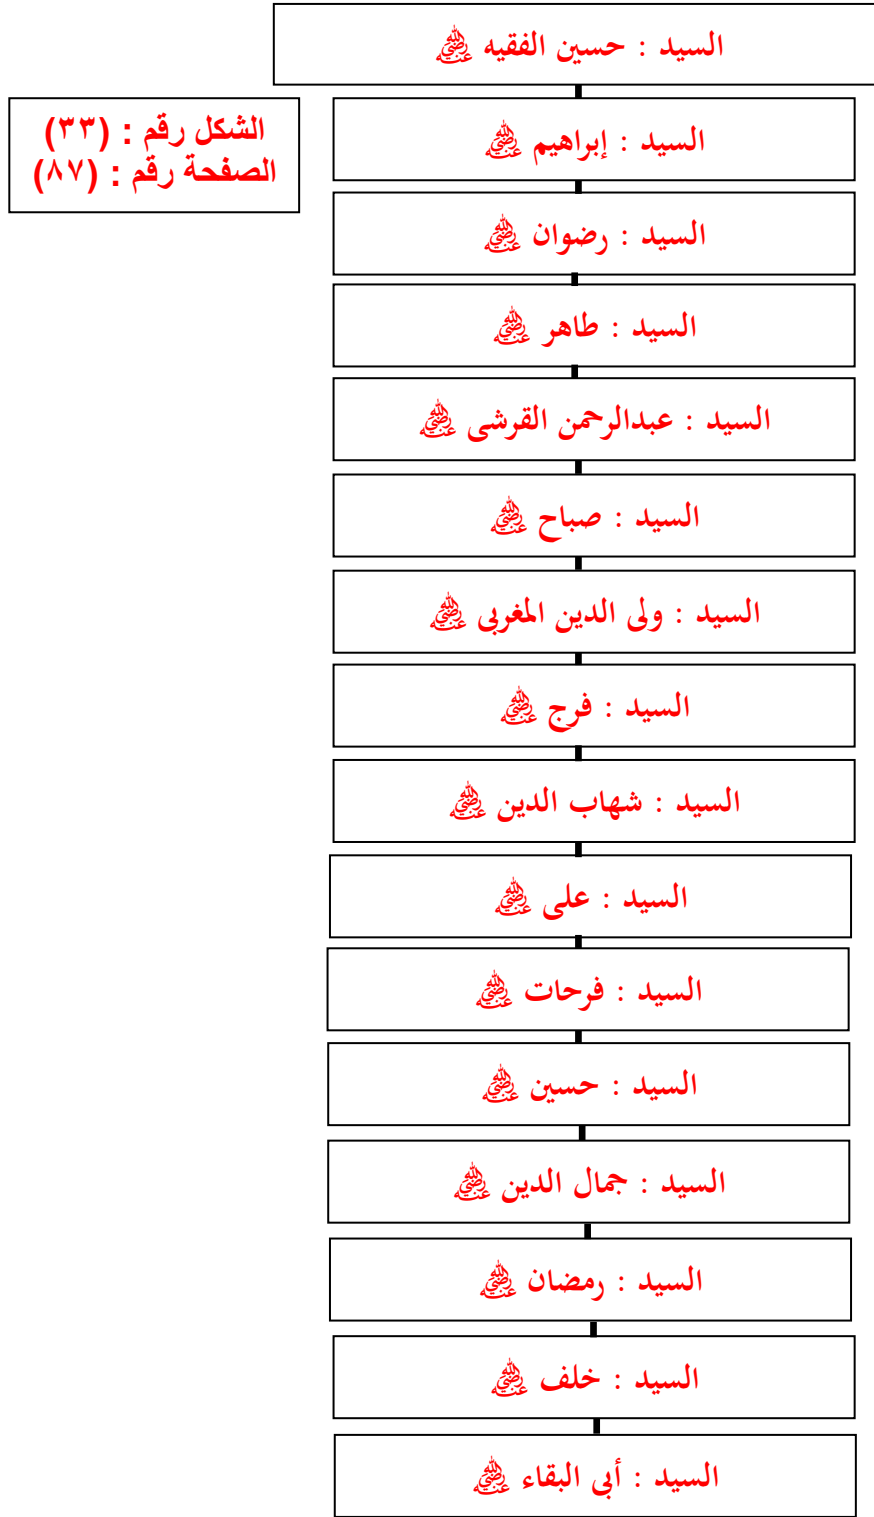 السيد : حسين الفقيه رضي الله عنه
الشكل رقم : (٣٣)
الصفحة رقم : (٨٧)
السيد : إبراهيم رضي الله عنه
السيد : رضوان رضي الله عنه
السيد : طاهر رضي الله عنه
السيد : عبدالرحمن القرشى رضي الله عنه
السيد : صباح رضي الله عنه
السيد : ولى الدين المغربى رضي الله عنه
السيد : فرج رضي الله عنه
السيد : شهاب الدين رضي الله عنه
السيد : على رضي الله عنه
السيد : فرحات رضي الله عنه
السيد : حسين رضي الله عنه
السيد : جمال الدين رضي الله عنه
السيد : رمضان رضي الله عنه
السيد : خلف رضي الله عنه
السيد : أبى البقاء رضي الله عنه